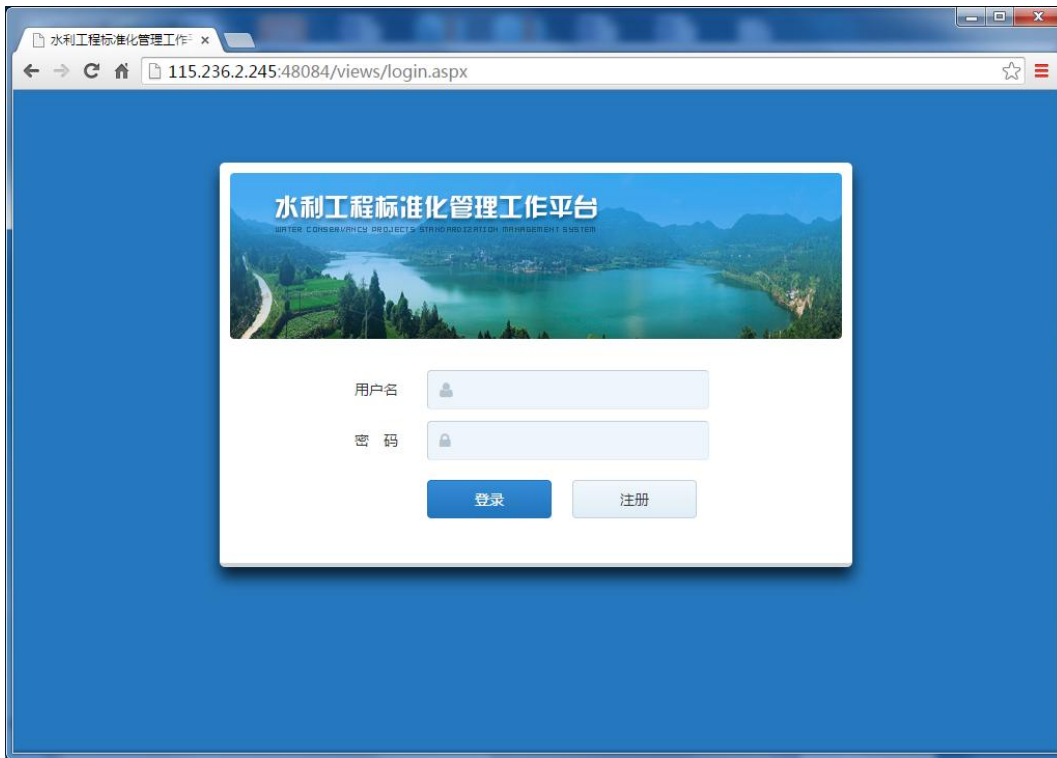 水利工程标准化管理工作
115.236.2.245:48084/views/login.aspx
水利工程标准化管理工作平台
WATER CONSERVANCY PROJECTS STANDARDIZATION MANAGEMENT SYSTEM
用户名
密 码
登录 注册